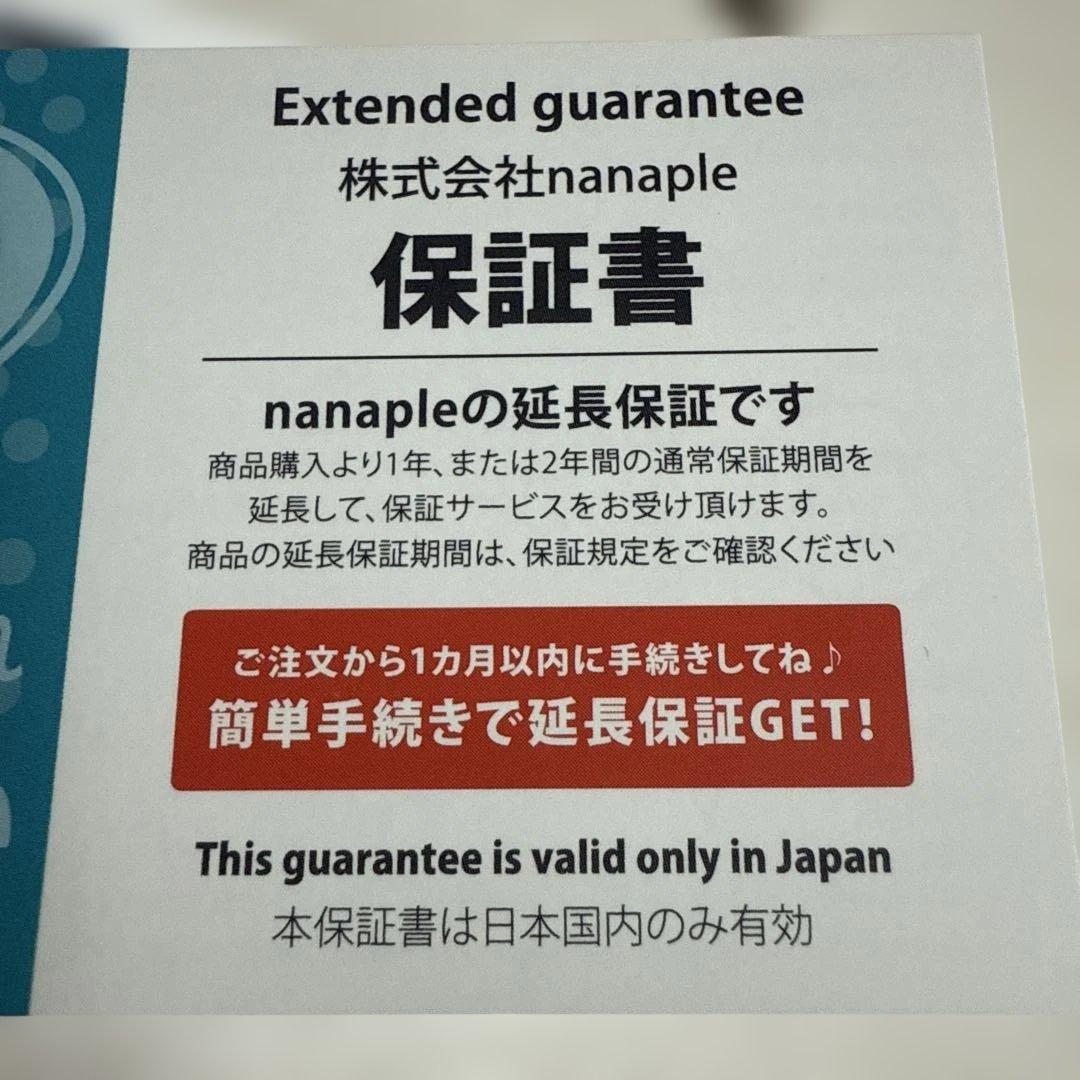 Extended guarantee
株式会社nanaple
保証書
nanapleの延長保証です
商品購入より1年、または2年間の通常保証期間を
延長して、保証サービスをお受け頂けます。
商品の延長保証期間は、保証規定をご確認ください
ご注文から1カ月以内に手続きしてね♪
簡単手続きで延長保証GET!
This guarantee is valid only in Japan
本保証書は日本国内のみ有効